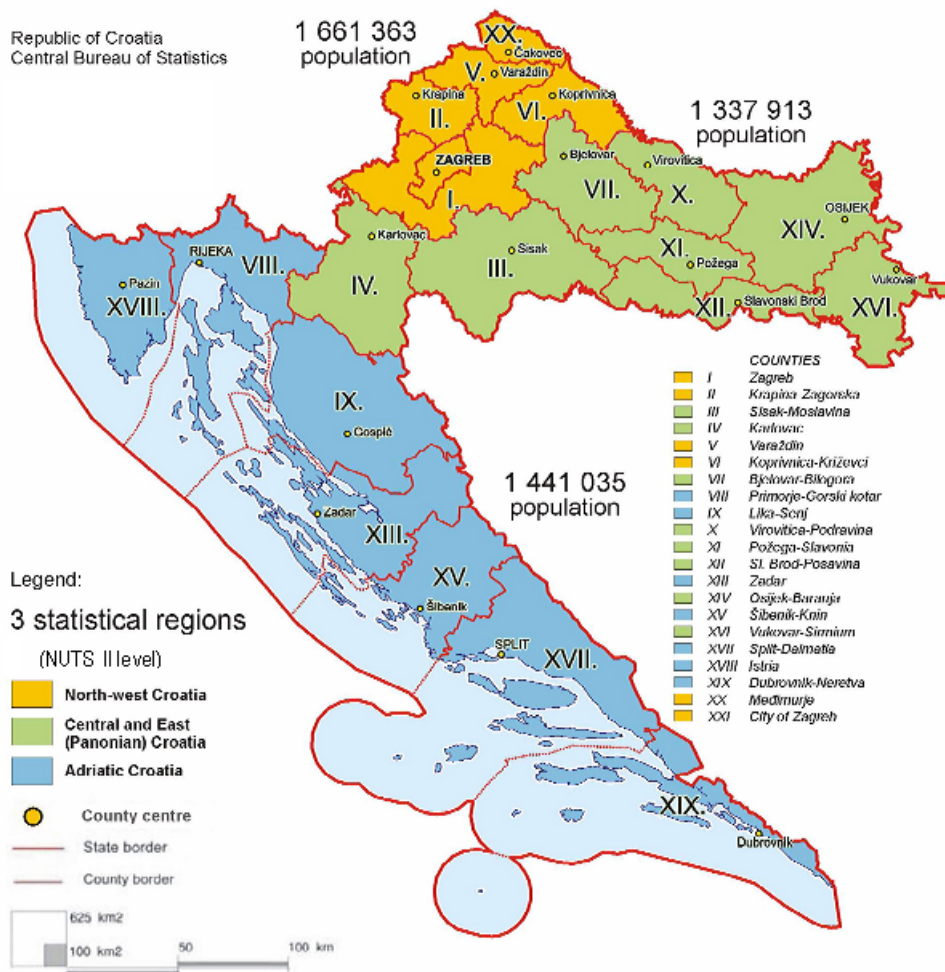 Republic of Croatia
Central Bureau of Statistics
1 661 363
population
XX.
Čakovec
V.
Varaždin
Krapina
II.
VI.
Koprivnica
1 337 913
population
ZAGREB
I.
Bjelovar
VII.
Virovitica
X.
OSIJEK
XIV.
Karlovac
IV.
Sisak
III.
XI.
Požega
XII.
Slavonski Brod
Vukovar
XVI.
RIJEKA
VIII.
Pazin
XVIII.
IX.
Gospić
1 441 035
population
Zadar
XIII.
XV.
Šibenik
SPLIT
XVII.
XIX.
Dubrovnik
COUNTIES
I Zagreb
II Krapina Zagorska
III Sisak-Moslavina
IV Karlovac
V Varaždin
VI Koprivnica-Križevci
VII Bjelovar-Bilogora
VIII Primorje-Gorski kotar
IX Lika-Senj
X Virovitica-Podravina
XI Požega-Slavonia
XII Sl. Brod-Posavina
XIII Zadar
XIV Osijek-Baranja
XV Šibenik-Knin
XVI Vukovar-Sirmium
XVII Split-Dalmatia
XVIII Istria
XIX Dubrovnik-Neretva
XX Međimurje
XXI City of Zagreb
Legend:
3 statistical regions
(NUTS II level)
North-west Croatia
Central and East
(Panonian) Croatia
Adriatic Croatia
County centre
State border
County border
625 km2
100 km2
50
100 km